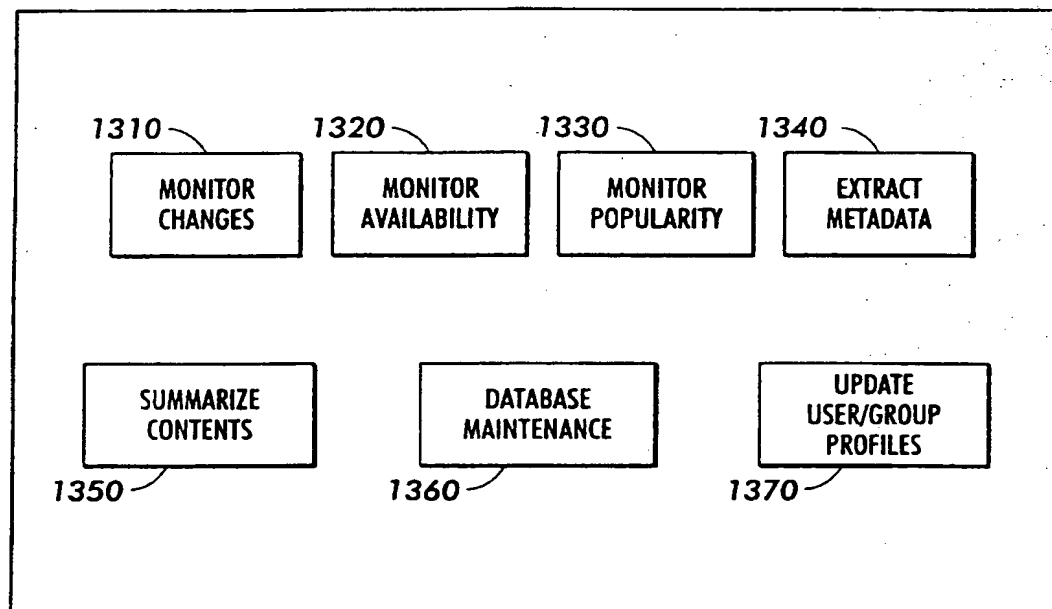 1310 1320 1330 1340
MONITOR CHANGES
MONITOR AVAILABILITY
MONITOR POPULARITY
EXTRACT METADATA
SUMMARIZE CONTENTS
DATABASE MAINTENANCE
UPDATE USER/GROUP PROFILES
1350 1360 1370